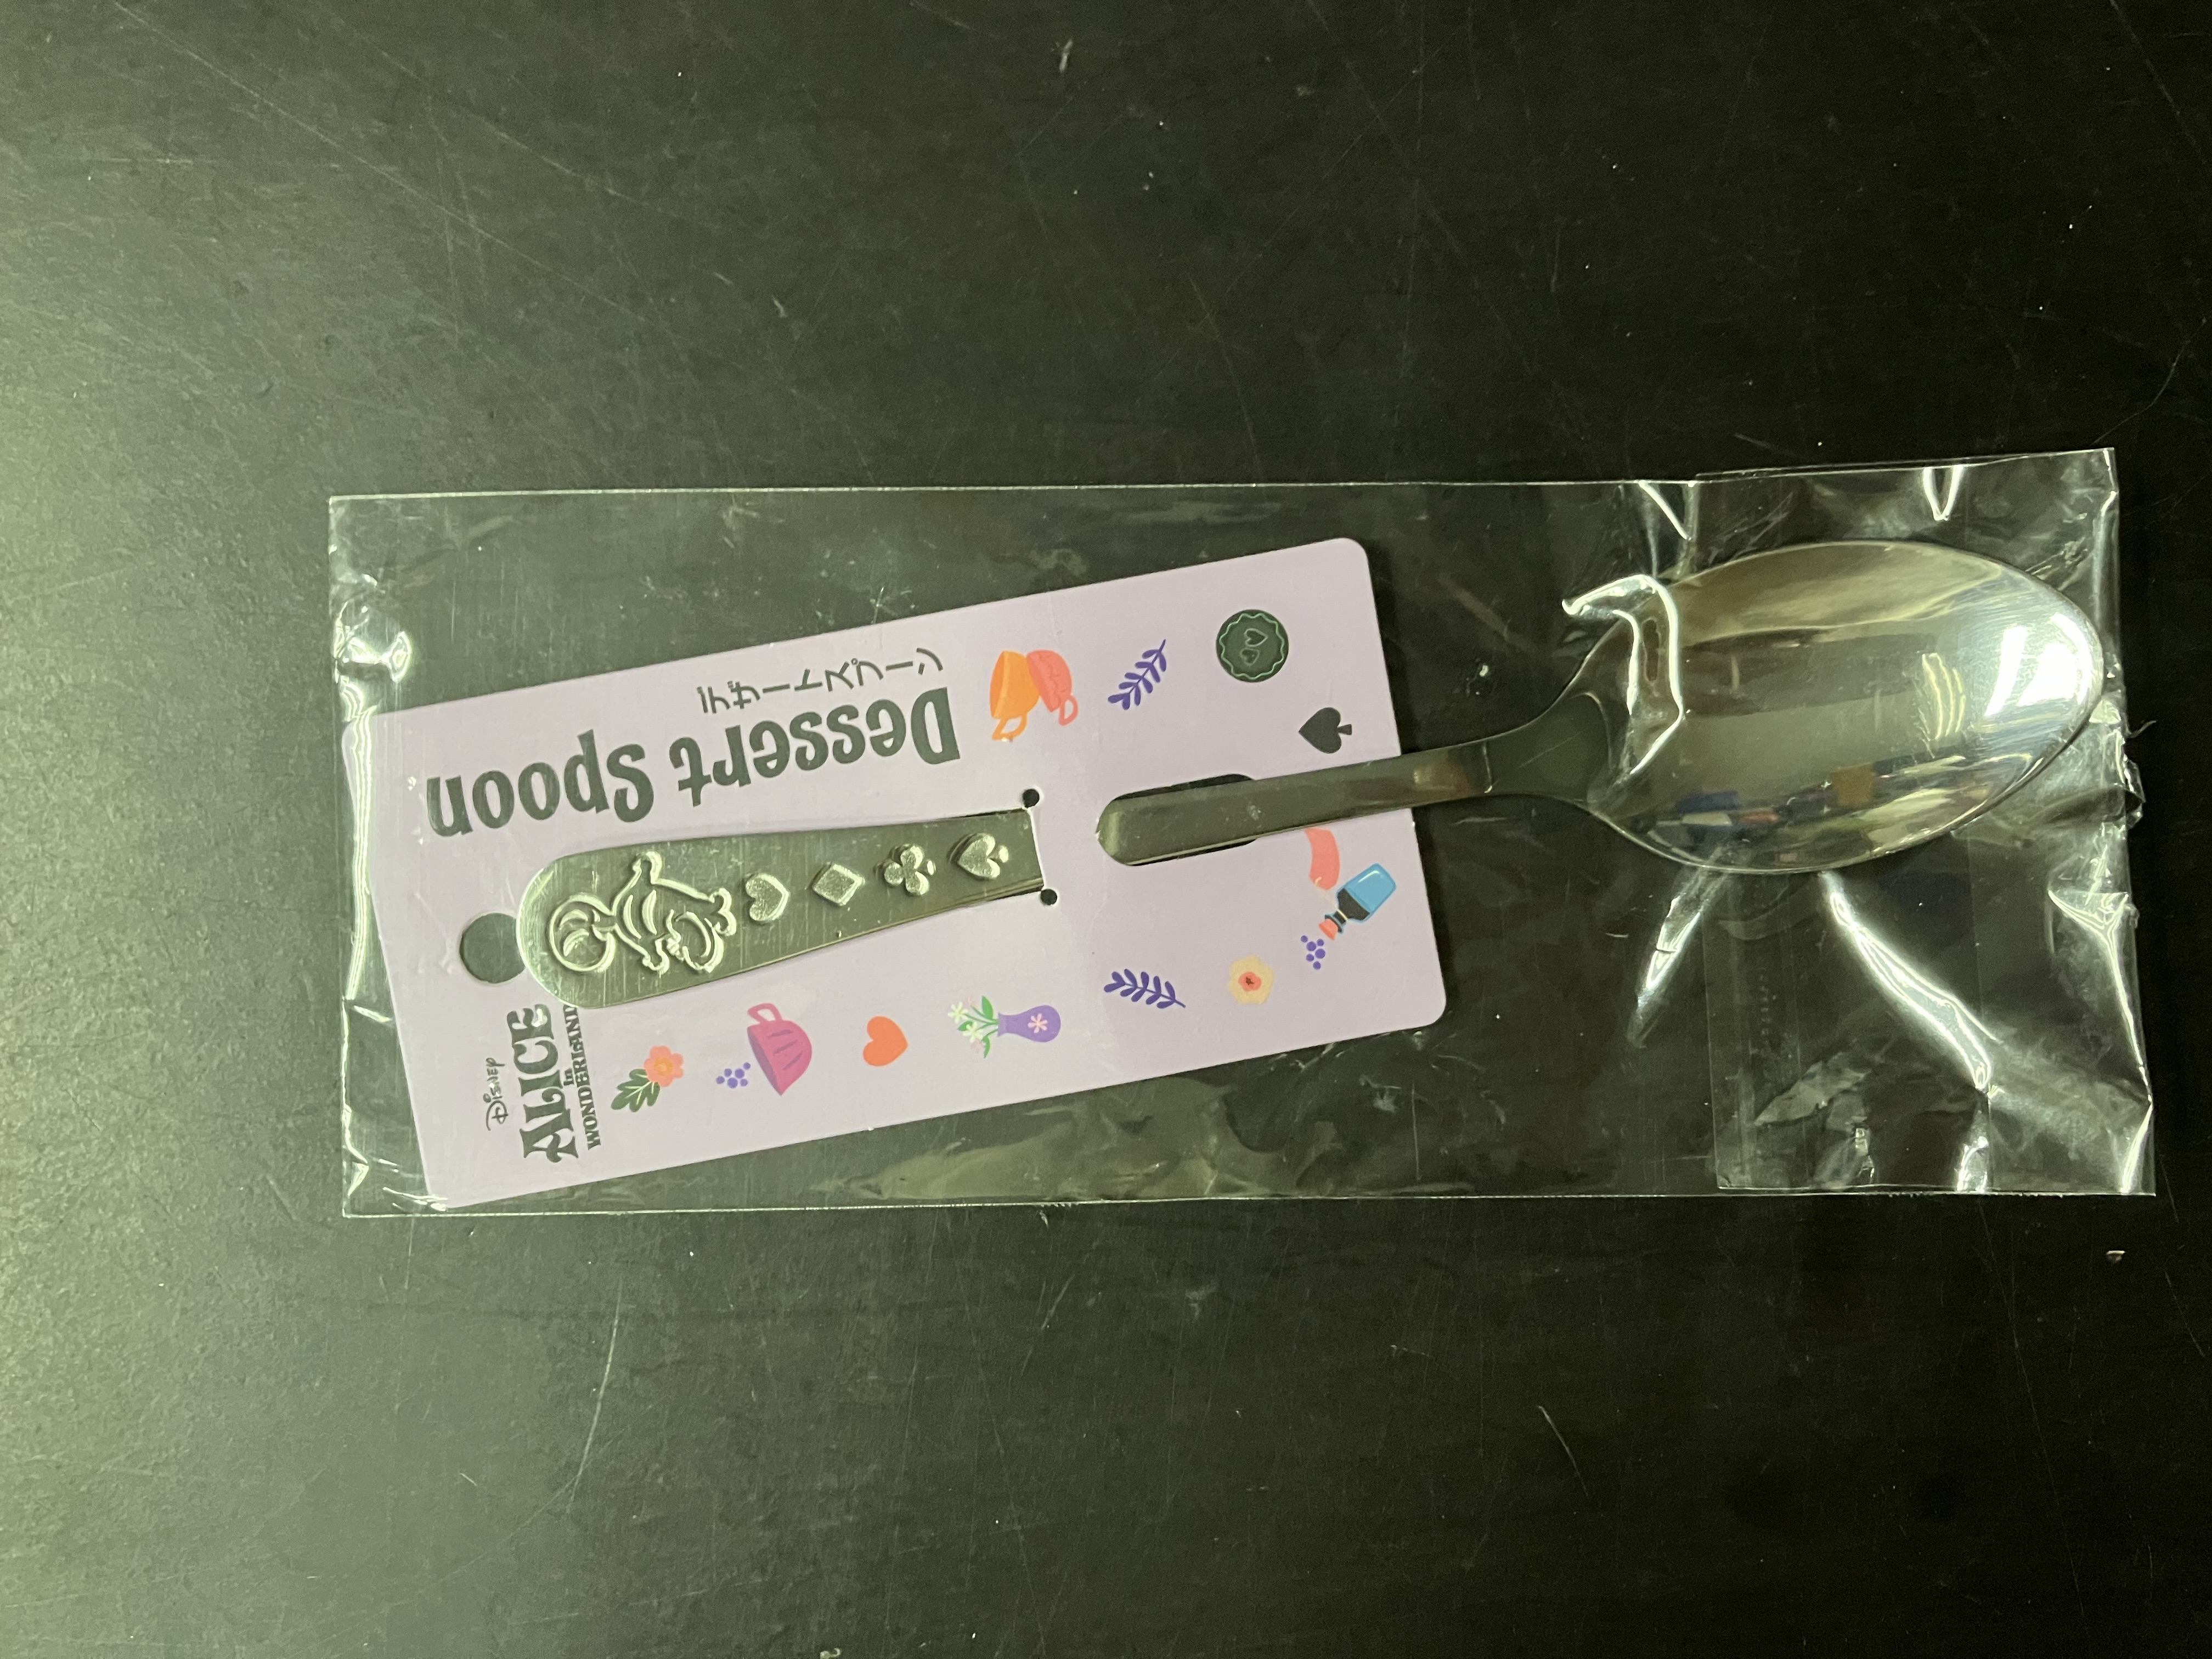 Disney
ALICE
in
WONDERLAND
Dessert Spoon
デザートスプーン